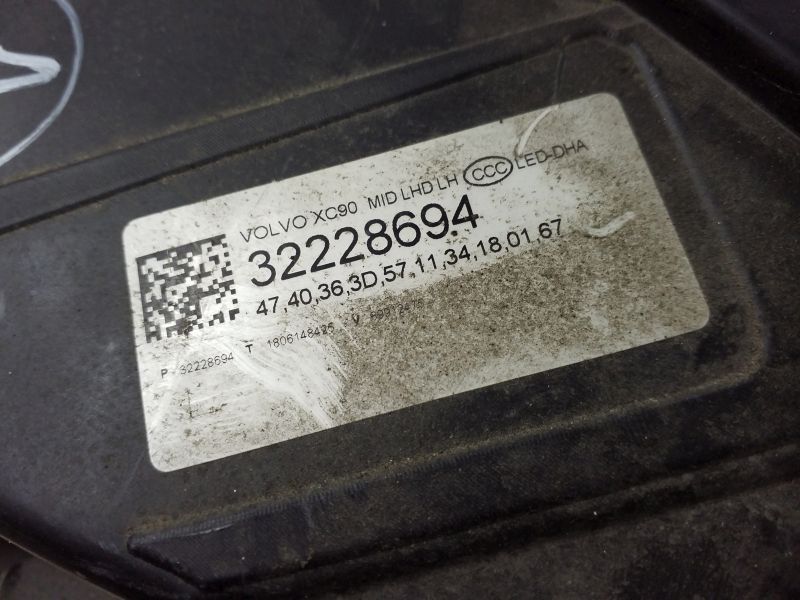 VOLVO XC90 MID LHD LH CCC LED-DHA
32228694
47,40,36,3D,57,11,34,18,01,67
P 32228694 T 1806148425 V